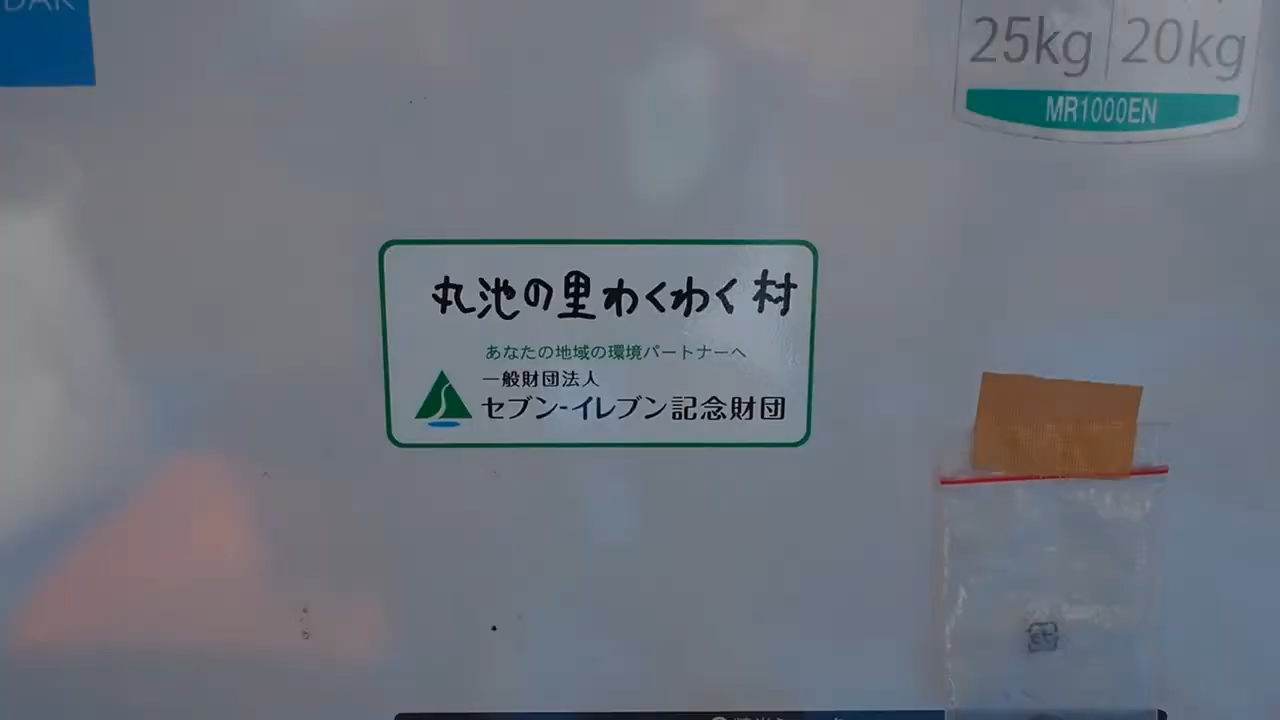 DAK
25kg 20kg
MR1000EN
丸池の里わくわく村
あなたの地域の環境パートナーへ
一般財団法人
セブン-イレブン記念財団